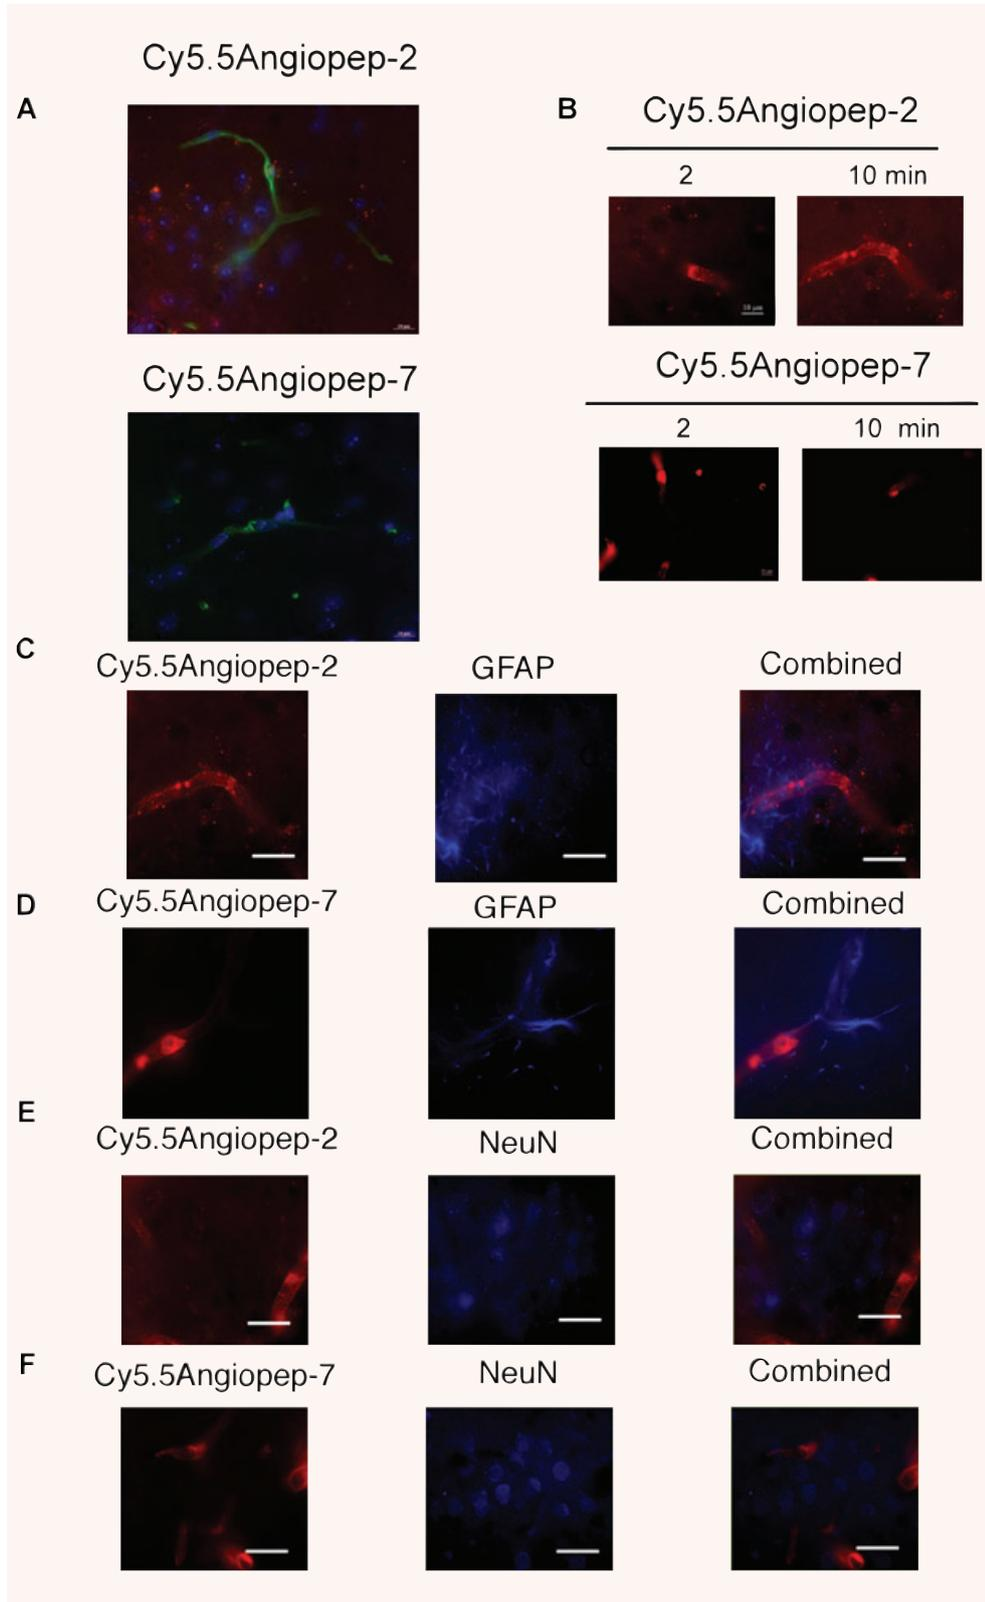 Cy5.5Angiopep-2
A
B
Cy5.5Angiopep-2
2 10 min
Cy5.5Angiopep-7
Cy5.5Angiopep-7
2 10 min
C
Cy5.5Angiopep-2 GFAP Combined
D
Cy5.5Angiopep-7 GFAP Combined
E
Cy5.5Angiopep-2 NeuN Combined
F
Cy5.5Angiopep-7 NeuN Combined